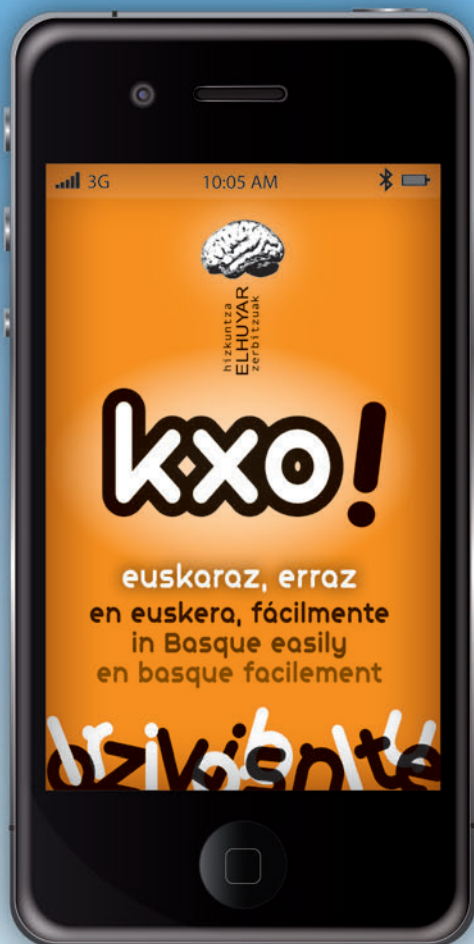 3G 10:05 AM
hizkuntza
ELHUYAR
zerbitzuak
kxo!
euskaraz, erraz
en euskera, fácilmente
in Basque easily
en basque facilement